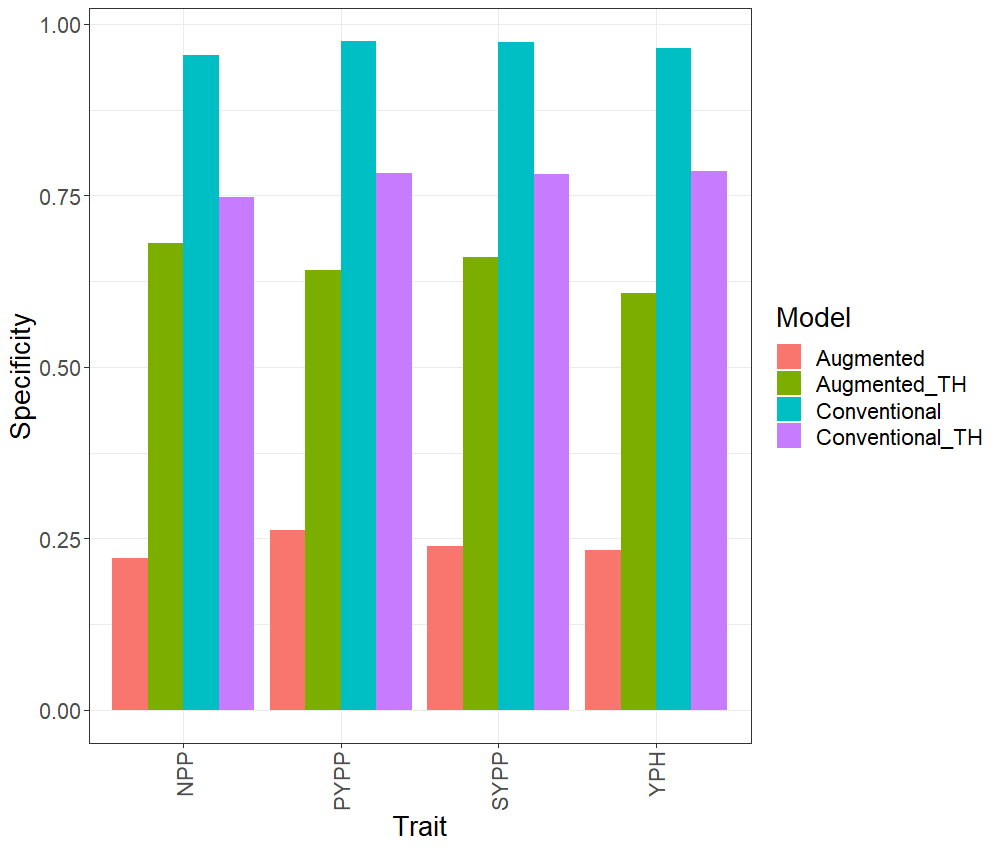 Specificity
1.00
0.75
0.50
0.25
0.00
NPP
PYPP
SYPP
YPH
Trait
Model
Augmented
Augmented_TH
Conventional
Conventional_TH